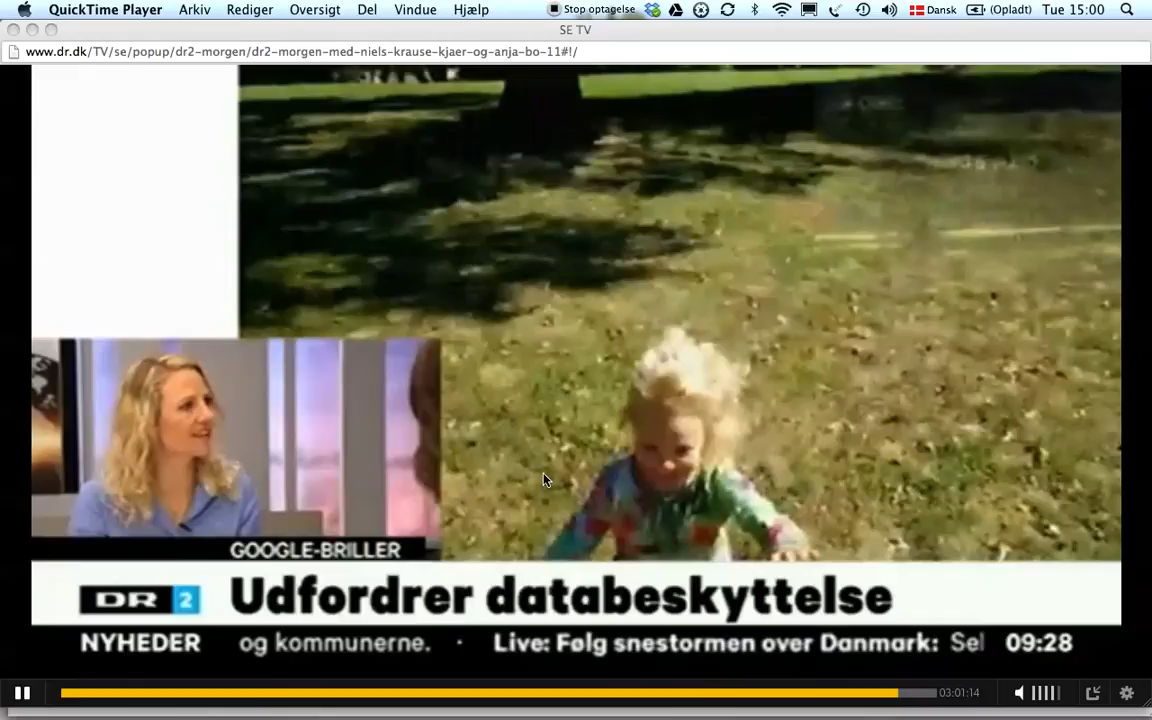 QuickTime Player Arkiv Rediger Oversigt Del Vindue Hjælp Stop optagelse Dansk (Opladt) Tue 15:00
SE TV
www.dr.dk/TV/se/popup/dr2-morgen/dr2-morgen-med-niels-krause-kjaer-og-anja-bo-11#!/
GOOGLE-BRILLER
DR 2 Udfordrer databeskyttelse
NYHEDER og kommunerne. · Live: Følg snestormen over Danmark: Sel 09:28
03:01:14